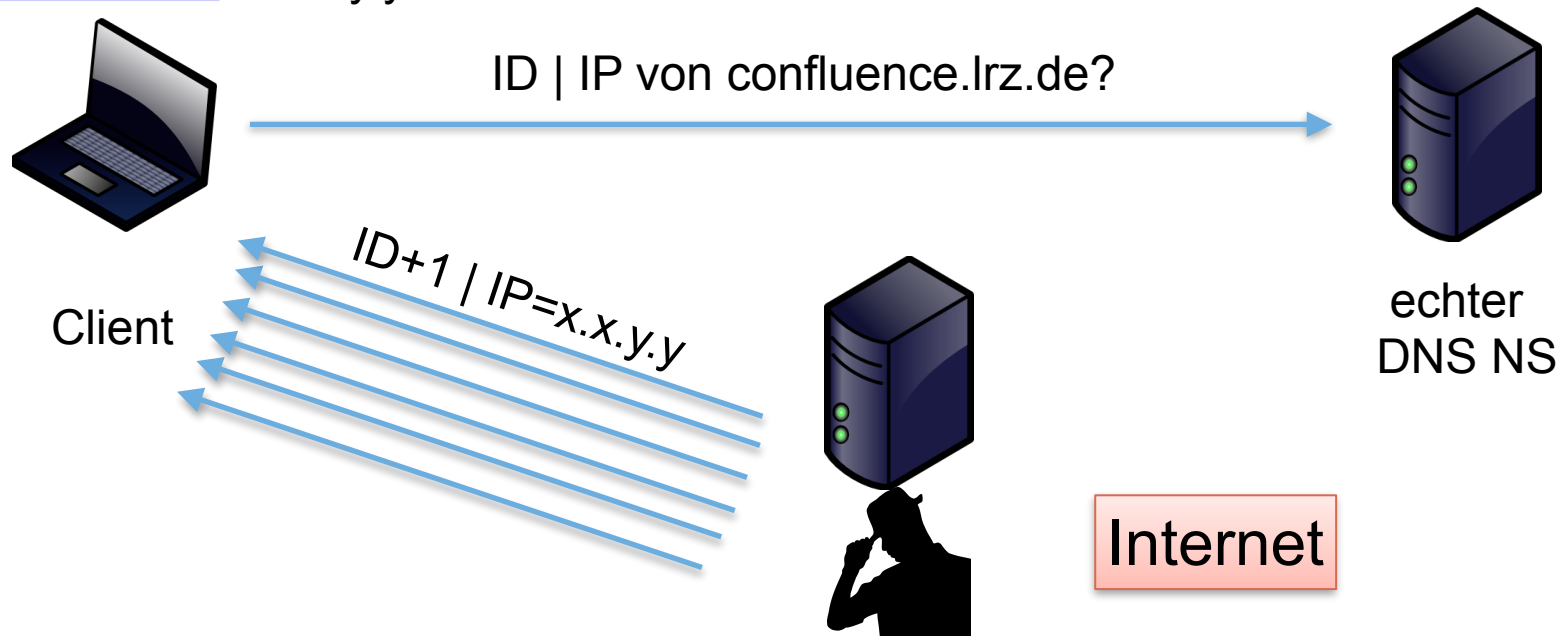 ID | IP von confluence.lrz.de?
ID+1 | IP=x.x.y.y
Client
echter
DNS NS
Internet